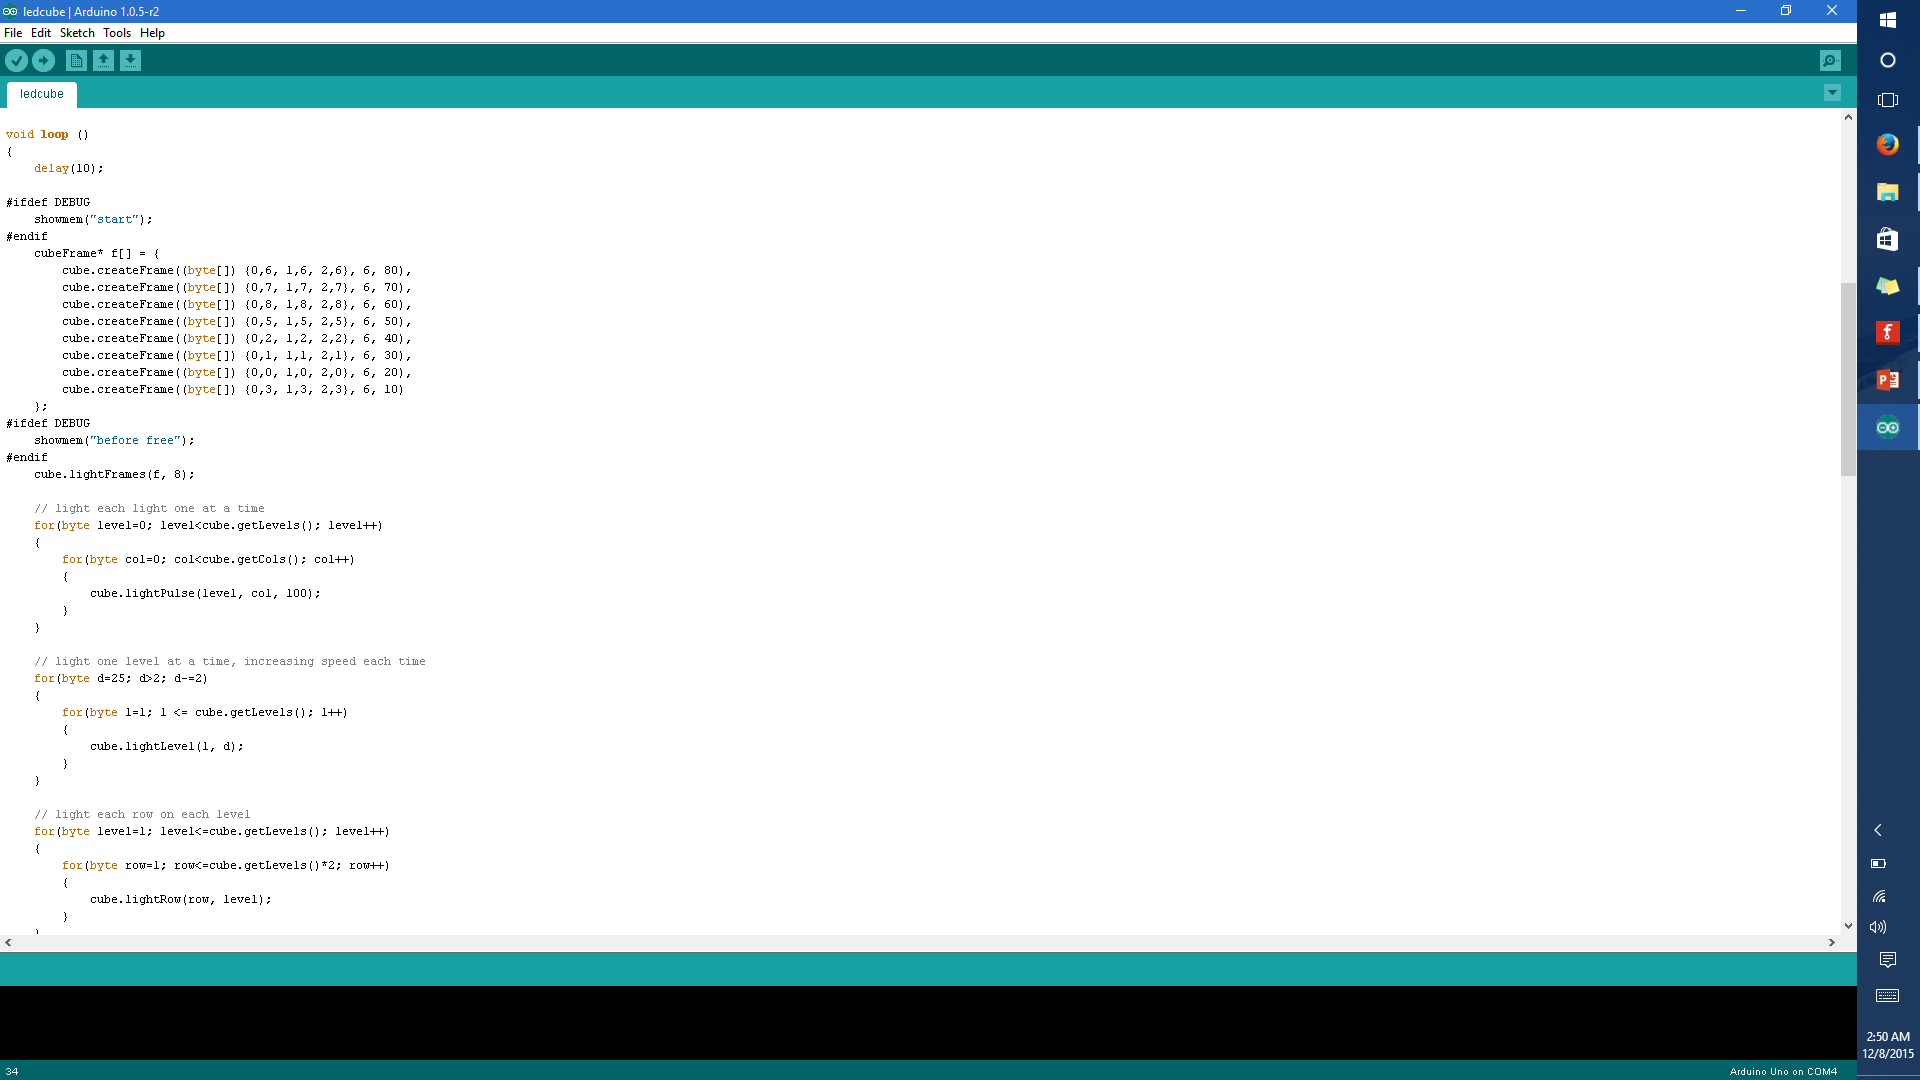 ledcube | Arduino 1.0.5-r2
File Edit Sketch Tools Help
ledcube
void loop ()
{
    delay(10);

#ifdef DEBUG
    showmem("start");
#endif
    cubeFrame* f[] = {
        cube.createFrame((byte[]) {0,6, 1,6, 2,6}, 6, 80),
        cube.createFrame((byte[]) {0,7, 1,7, 2,7}, 6, 70),
        cube.createFrame((byte[]) {0,8, 1,8, 2,8}, 6, 60),
        cube.createFrame((byte[]) {0,5, 1,5, 2,5}, 6, 50),
        cube.createFrame((byte[]) {0,2, 1,2, 2,2}, 6, 40),
        cube.createFrame((byte[]) {0,1, 1,1, 2,1}, 6, 30),
        cube.createFrame((byte[]) {0,0, 1,0, 2,0}, 6, 20),
        cube.createFrame((byte[]) {0,3, 1,3, 2,3}, 6, 10)
    };
#ifdef DEBUG
    showmem("before free");
#endif
    cube.lightFrames(f, 8);

    // light each light one at a time
    for(byte level=0; level<cube.getLevels(); level++)
    {
        for(byte col=0; col<cube.getCols(); col++)
        {
            cube.lightPulse(level, col, 100);
        }
    }

    // light one level at a time, increasing speed each time
    for(byte d=25; d>2; d-=2)
    {
        for(byte l=1; l <= cube.getLevels(); l++)
        {
            cube.lightLevel(l, d);
        }
    }

    // light each row on each level
    for(byte level=1; level<=cube.getLevels(); level++)
    {
        for(byte row=1; row<=cube.getLevels()*2; row++)
        {
            cube.lightRow(row, level);
        }
    }
34
Arduino Uno on COM4
2:50 AM
12/8/2015